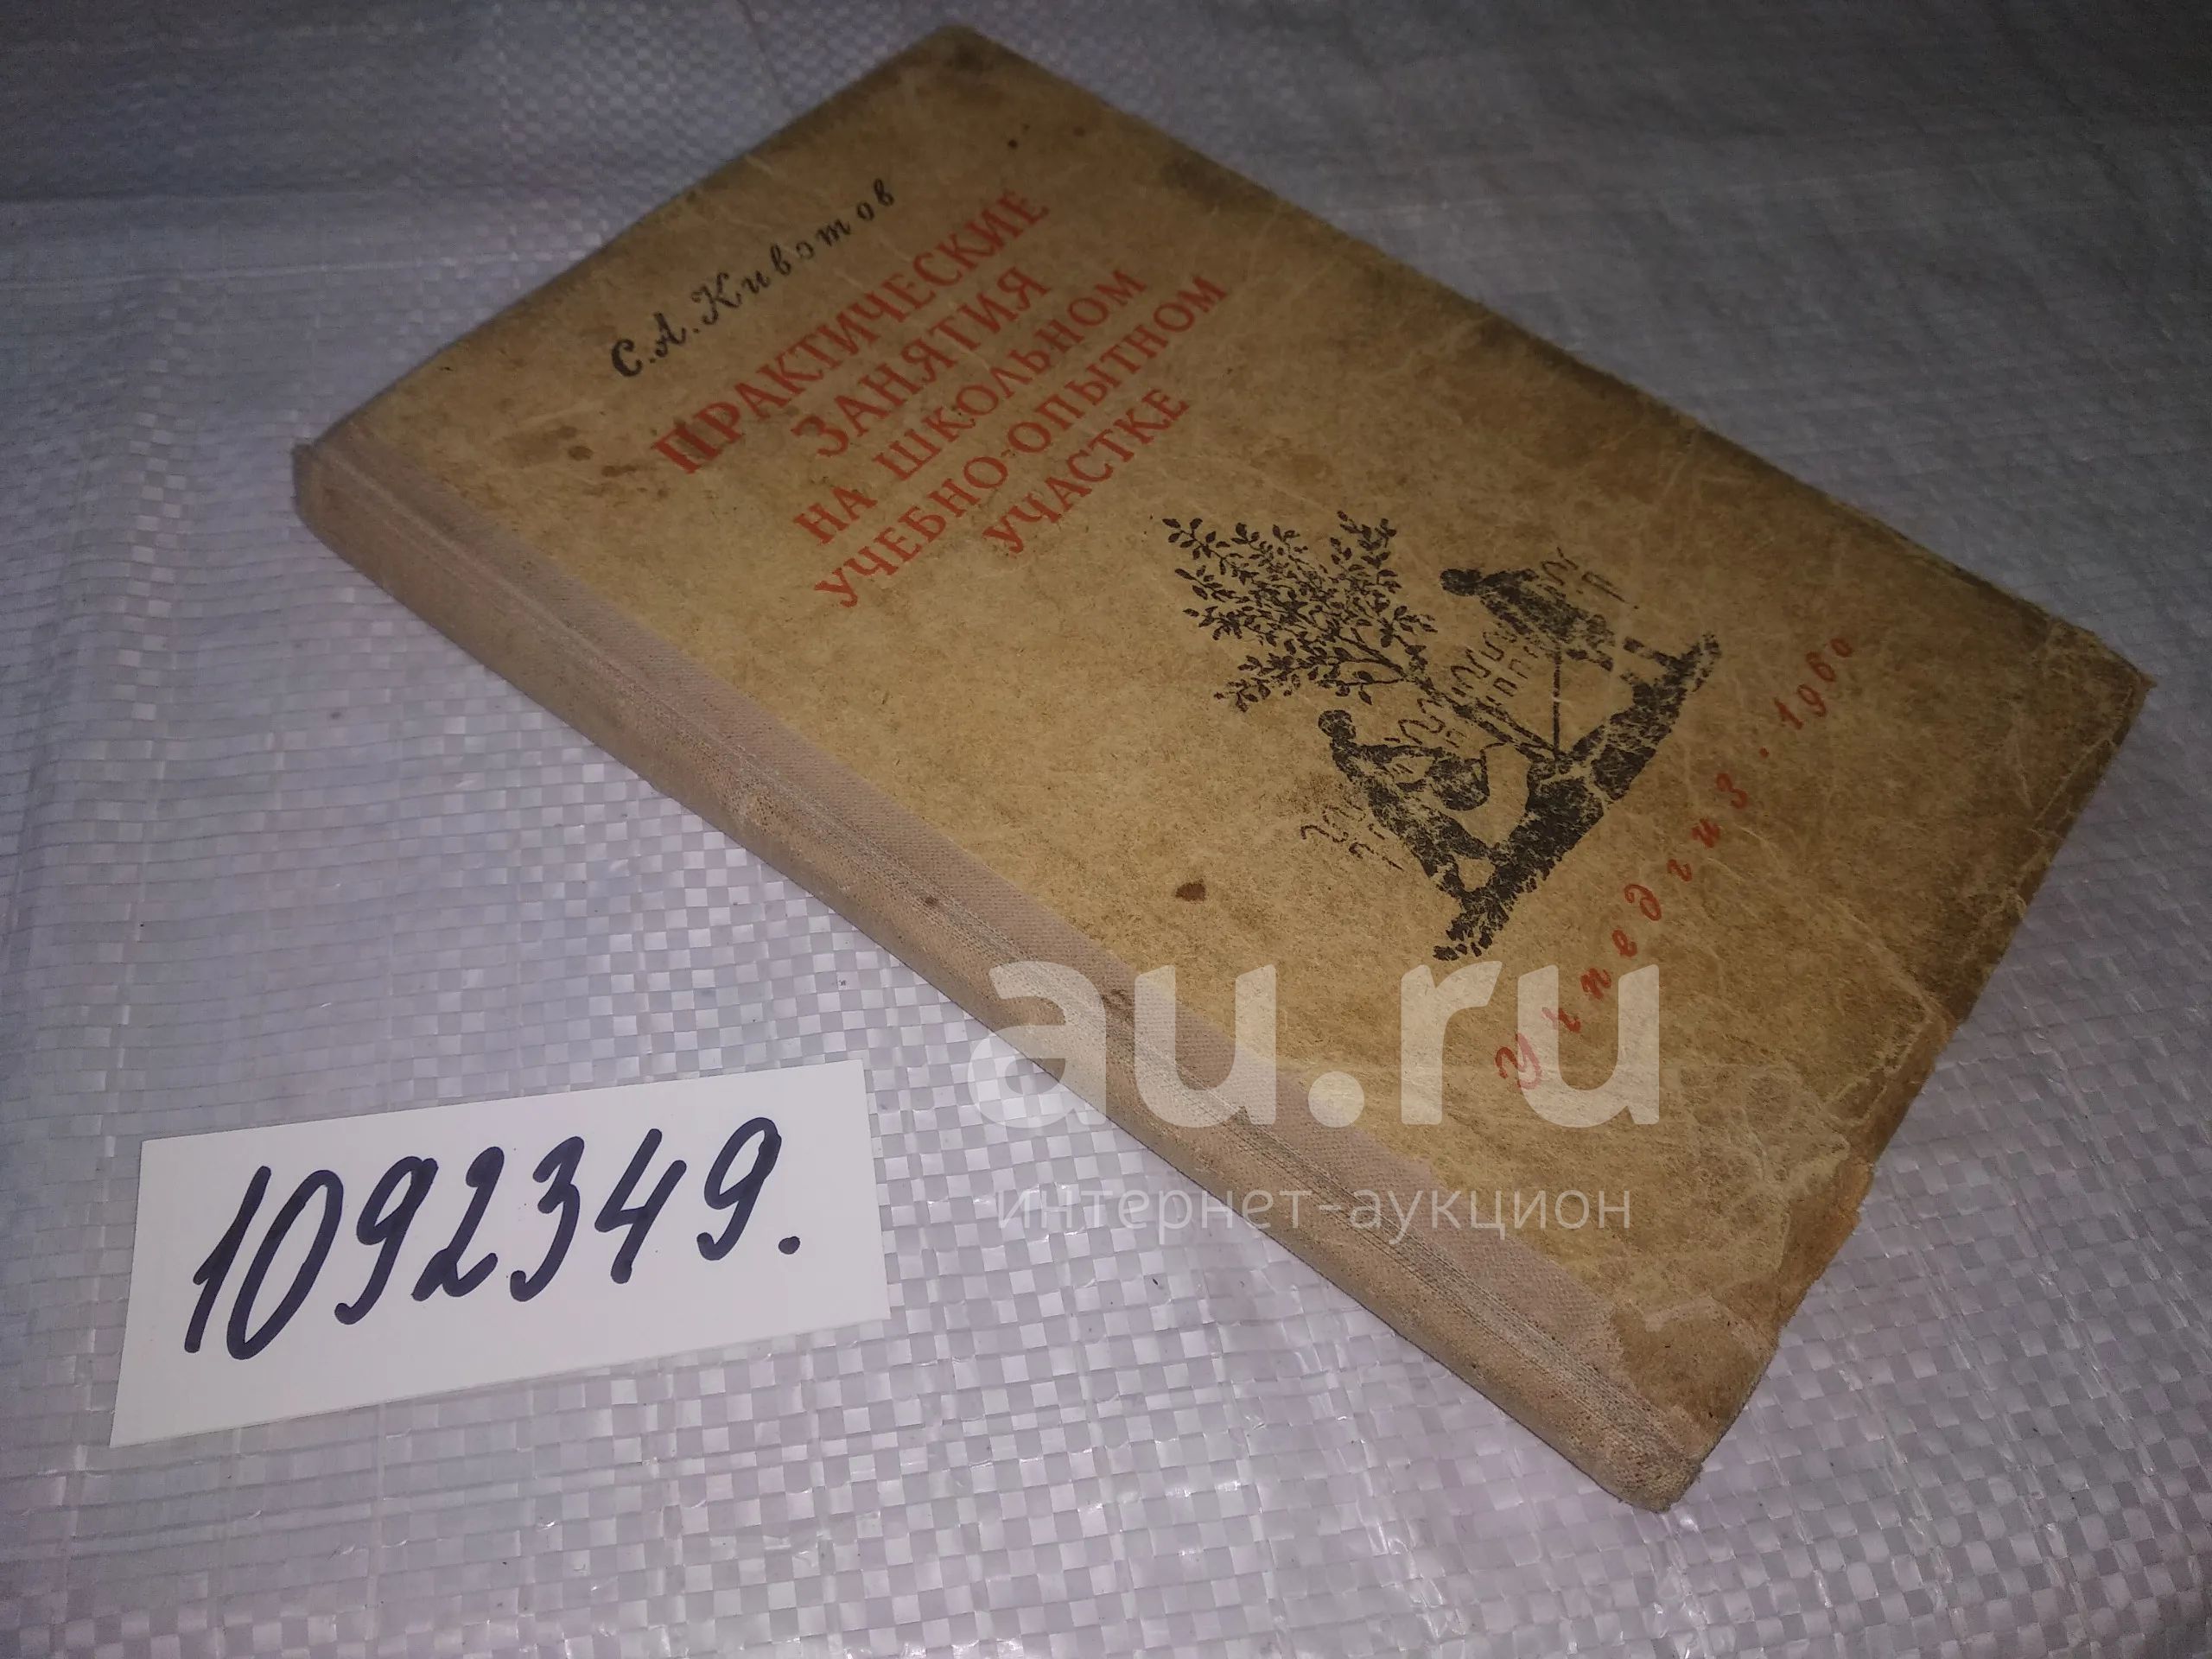 С. А. Кивотов
ПРАКТИЧЕСКИЕ
ЗАНЯТИЯ
НА ШКОЛЬНОМ
УЧЕБНО-ОПЫТНОМ
УЧАСТКЕ
Учпедгиз · 1960
au.ru
интернет-аукцион
1092349.